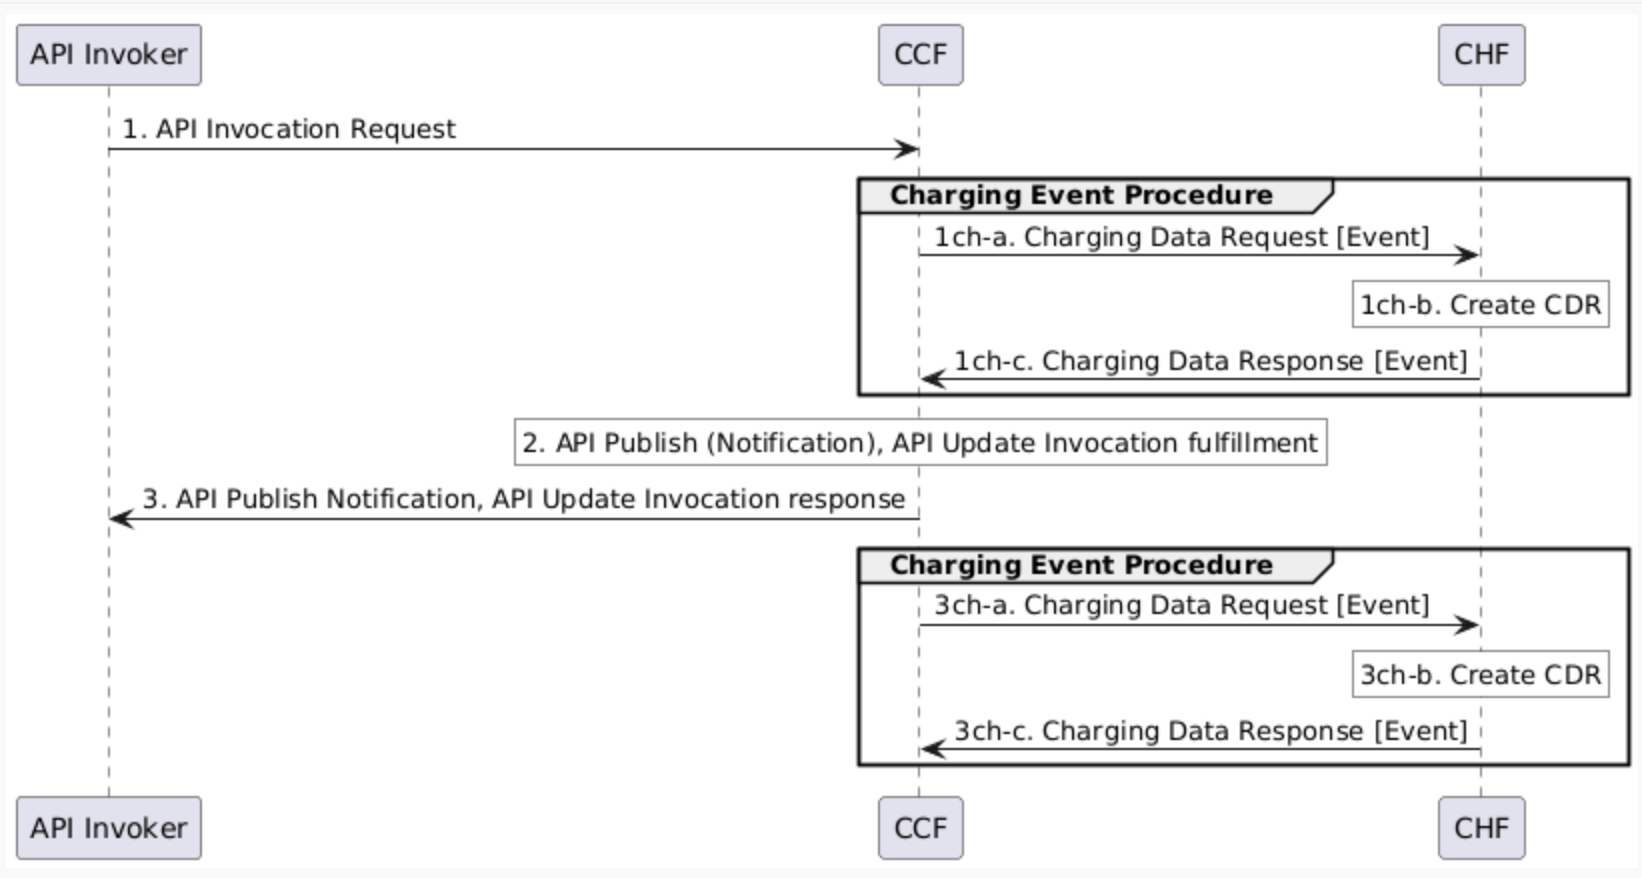 API Invoker
CCF
CHF
1. API Invocation Request
Charging Event Procedure
1ch-a. Charging Data Request [Event]
1ch-b. Create CDR
1ch-c. Charging Data Response [Event]
2. API Publish (Notification), API Update Invocation fulfillment
3. API Publish Notification, API Update Invocation response
Charging Event Procedure
3ch-a. Charging Data Request [Event]
3ch-b. Create CDR
3ch-c. Charging Data Response [Event]
API Invoker
CCF
CHF